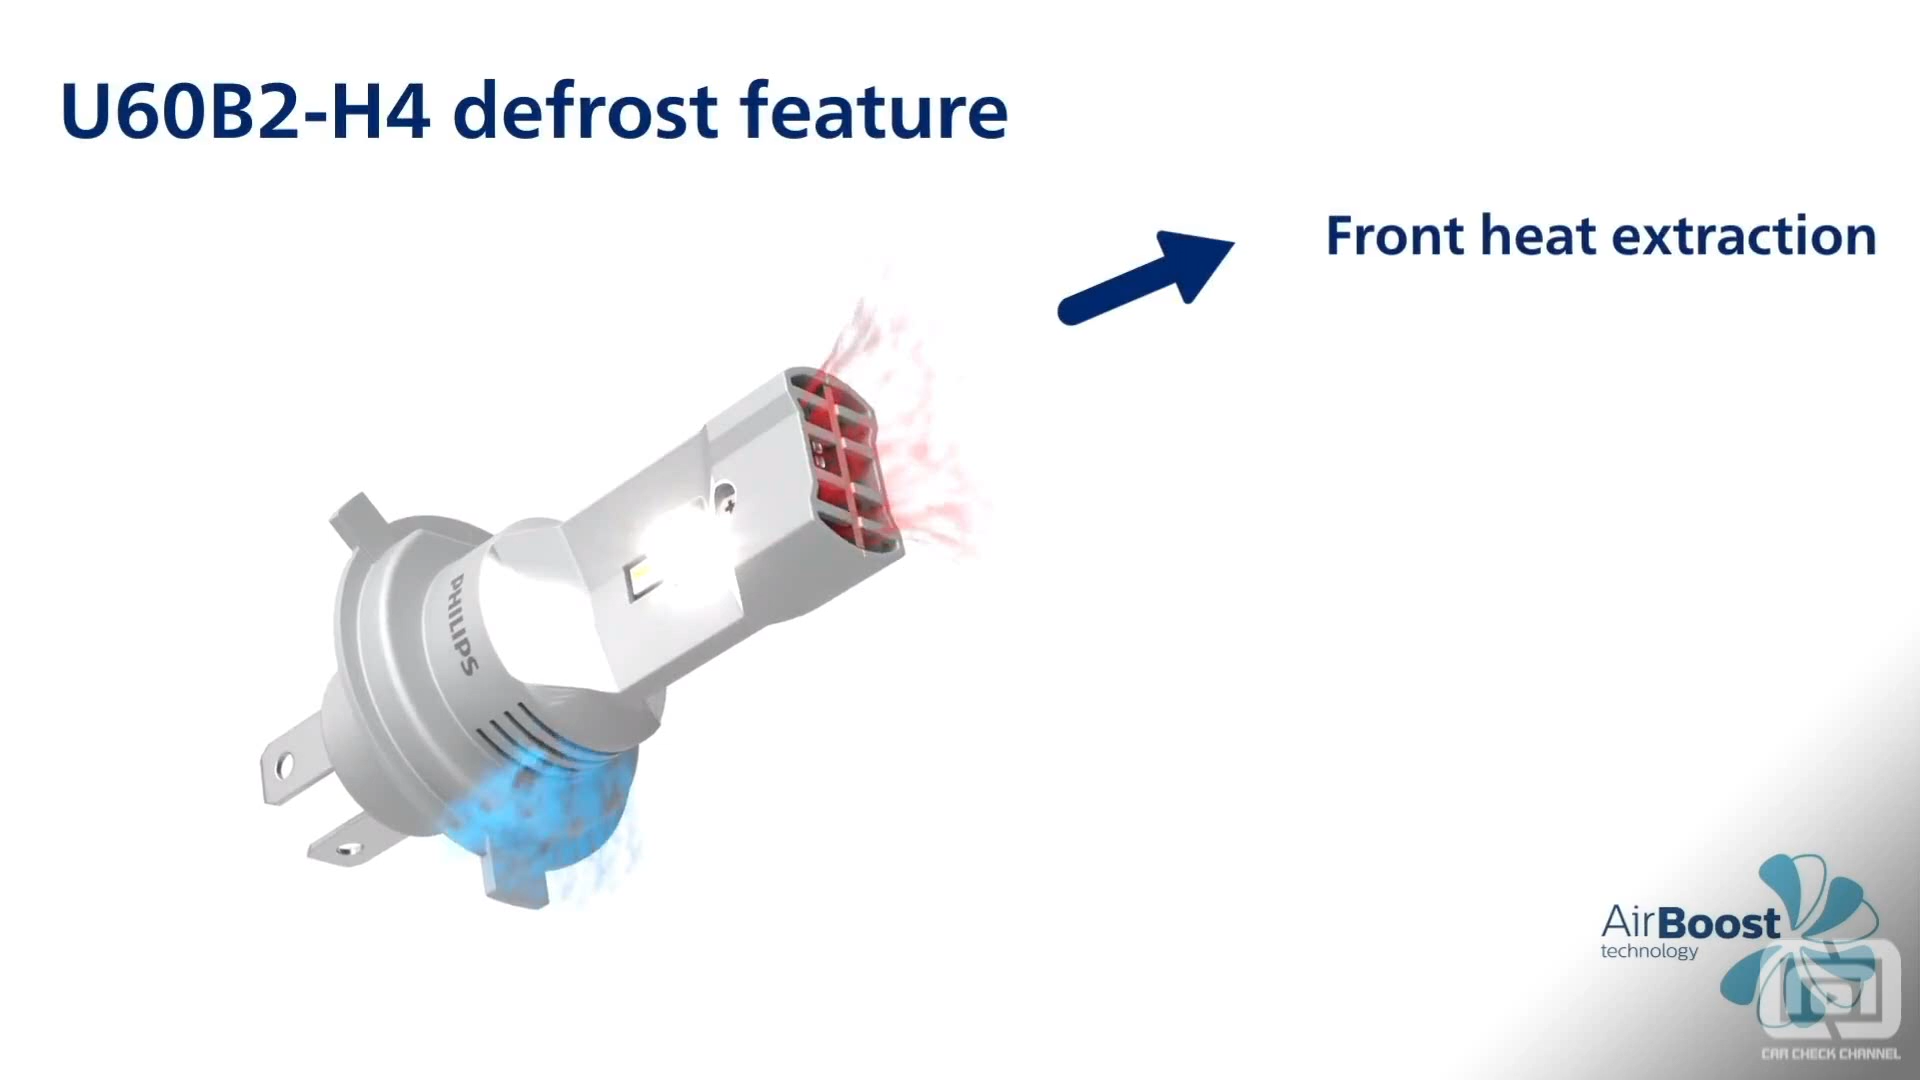 U60B2-H4 defrost feature
Front heat extraction
PHILIPS
AirBoost
technology
CAR CHECK CHANNEL